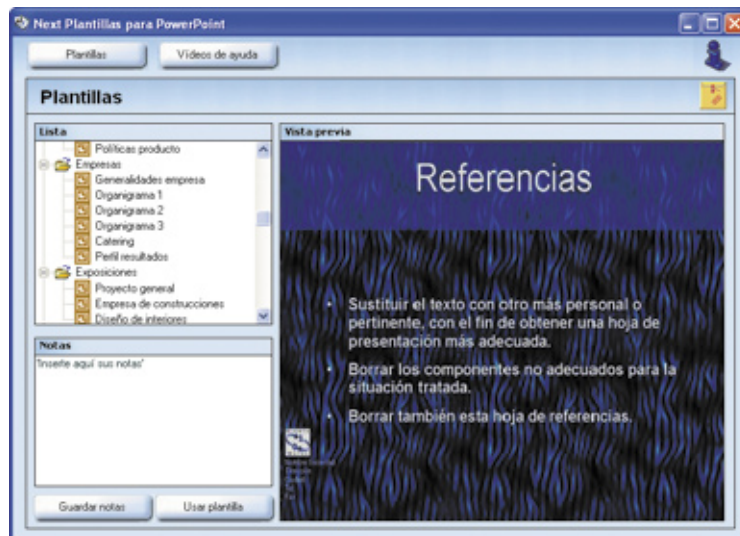 Next Plantillas para PowerPoint
Plantillas
Vídeos de ayuda
Plantillas
Lista
Políticas producto
Empresas
Generalidades empresa
Organigrama 1
Organigrama 2
Organigrama 3
Catering
Perfil resultados
Exposiciones
Proyecto general
Empresa de construcciones
Diseño de interiores
Notas
'Inserte aquí sus notas'
Guardar notas
Usar plantilla
Vista previa
Referencias
• Sustituir el texto con otro más personal o
pertinente, con el fin de obtener una hoja de
presentación más adecuada.
• Borrar los componentes no adecuados para la
situación tratada.
• Borrar también esta hoja de referencias.